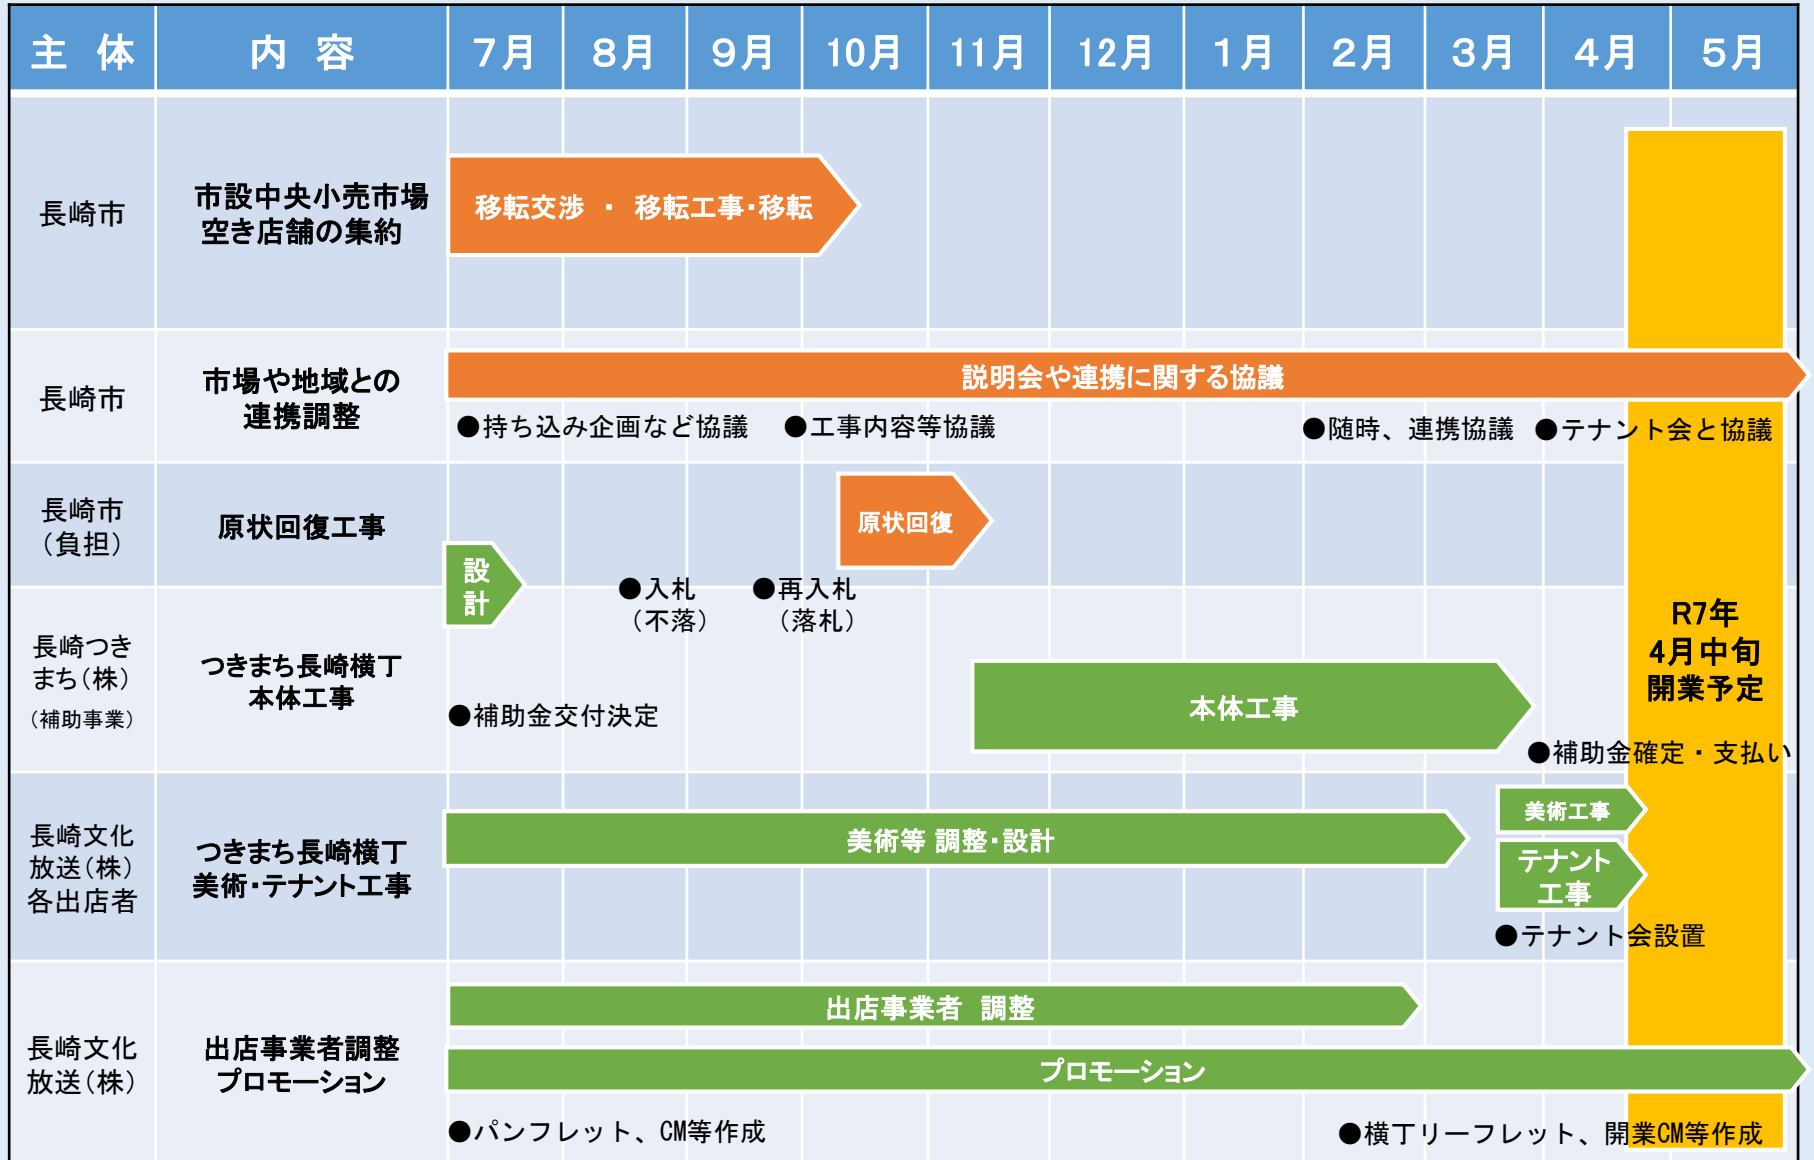 主　体　内　容　7月　8月　9月　10月　11月　12月　1月　2月　3月　4月　5月
長崎市
市設中央小売市場
空き店舗の集約
移転交渉 ・ 移転工事・移転
長崎市
市場や地域との
連携調整
説明会や連携に関する協議
●持ち込み企画など協議　●工事内容等協議　●随時、連携協議　●テナント会と協議
長崎市
（負担）
原状回復工事
原状回復
設
計
●入札
（不落）
●再入札
（落札）
長崎つき
まち（株）
（補助事業）
つきまち長崎横丁
本体工事
●補助金交付決定
本体工事
R7年
4月中旬
開業予定
●補助金確定・支払い
長崎文化
放送（株）
各出店者
つきまち長崎横丁
美術・テナント工事
美術等 調整・設計
美術工事
テナント
工事
●テナント会設置
長崎文化
放送（株）
出店事業者調整
プロモーション
出店事業者　調整
プロモーション
●パンフレット、CM等作成　●横丁リーフレット、開業CM等作成